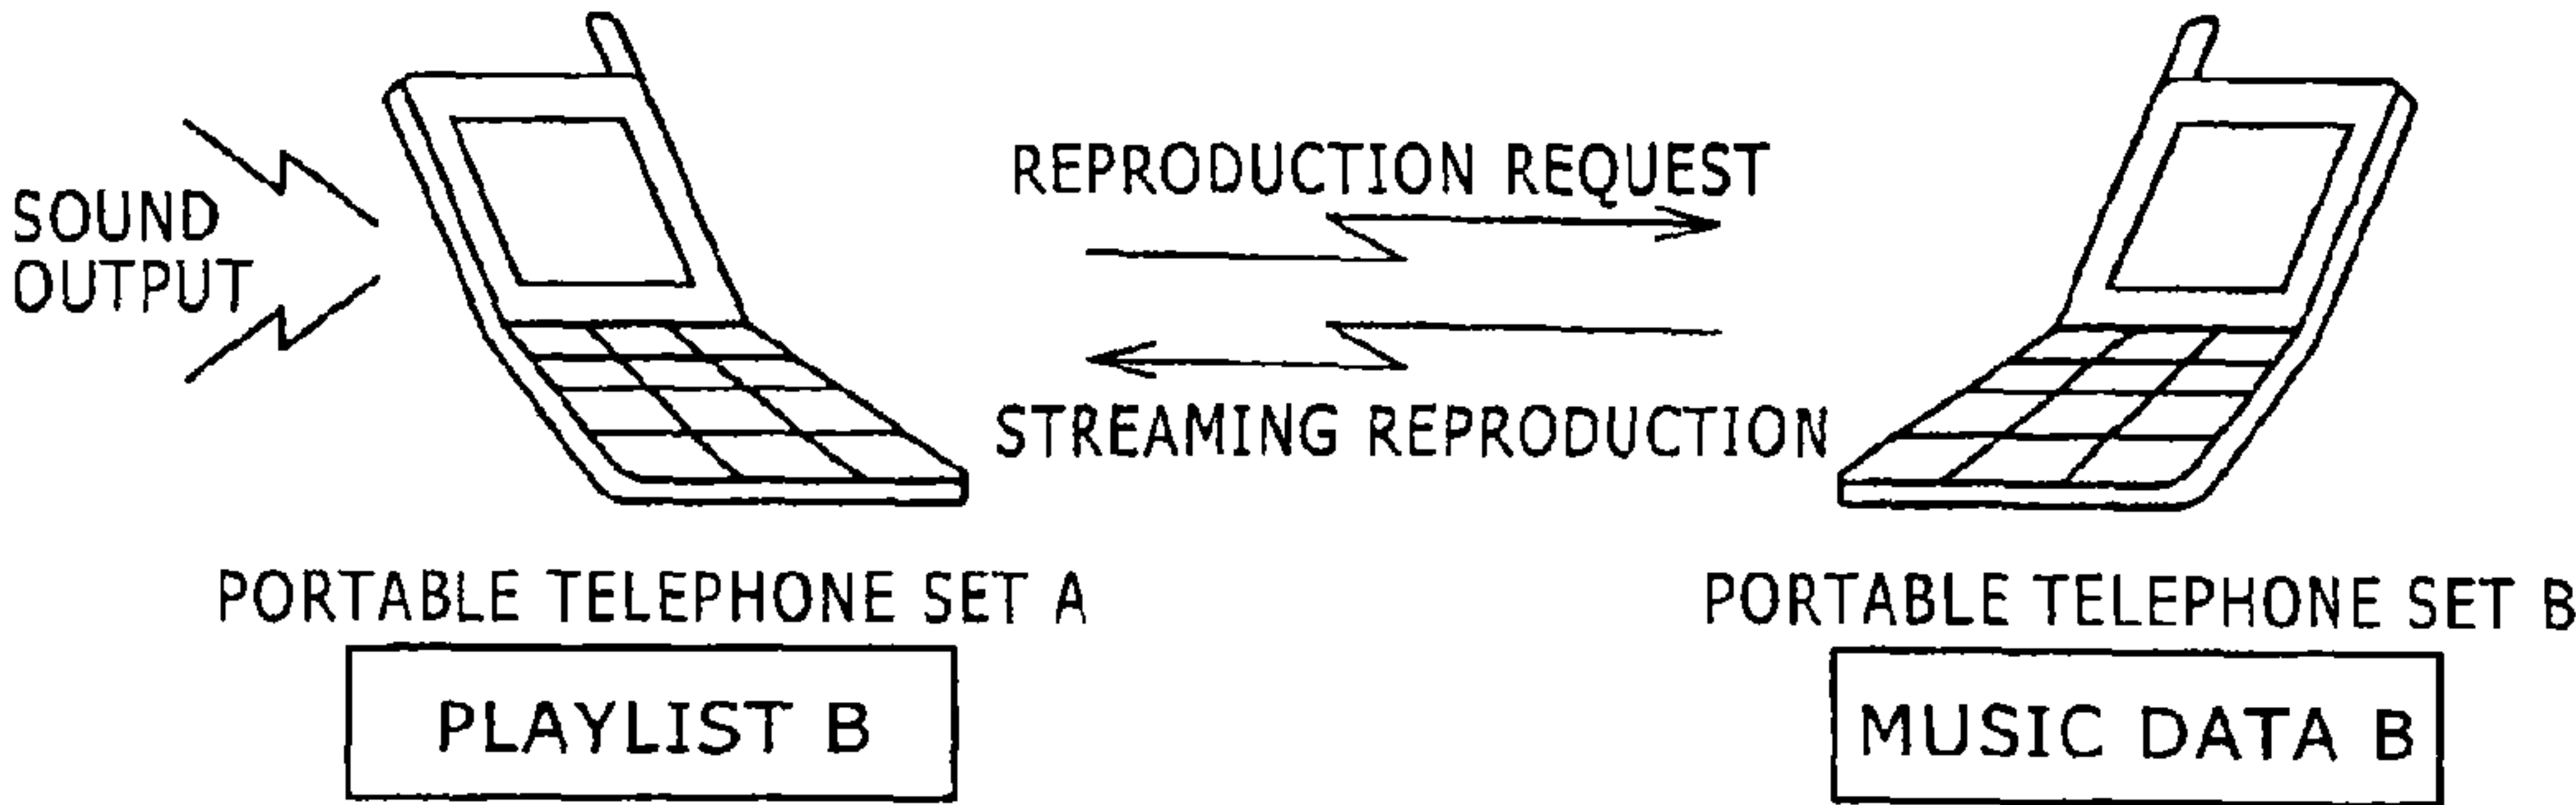 SOUND
OUTPUT
REPRODUCTION REQUEST
STREAMING REPRODUCTION
PORTABLE TELEPHONE SET A
PLAYLIST B
PORTABLE TELEPHONE SET B
MUSIC DATA B